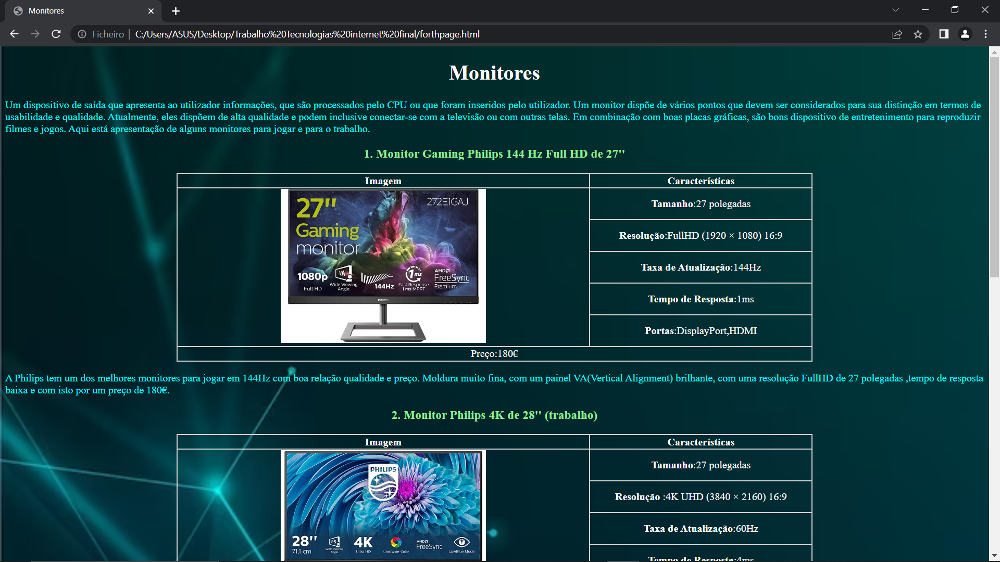 Monitores
Ficheiro | C:/Users/ASUS/Desktop/Trabalho%20Tecnologias%20internet%20final/forthpage.html
Monitores
Um dispositivo de saída que apresenta ao utilizador informações, que são processados pelo CPU ou que foram inseridos pelo utilizador. Um monitor dispõe de vários pontos que devem ser considerados para sua distinção em termos de
usabilidade e qualidade. Atualmente, eles dispõem de alta qualidade e podem inclusive conectar-se com a televisão ou com outras telas. Em combinação com boas placas gráficas, são bons dispositivo de entretenimento para reproduzir
filmes e jogos. Aqui está apresentação de alguns monitores para jogar e para o trabalho.
1. Monitor Gaming Philips 144 Hz Full HD de 27''
Imagem
Características
27"
272E1GAJ
Gaming
monitor
1080p
Full HD
VA
Wide Viewing
Angle
144Hz
1ms
Fast Response
1 ms MPRT
AMD
FreeSync
Premium
PHILIPS
Tamanho:27 polegadas
Resolução:FullHD (1920 × 1080) 16:9
Taxa de Atualização:144Hz
Tempo de Resposta:1ms
Portas:DisplayPort,HDMI
Preço:180€
A Philips tem um dos melhores monitores para jogar em 144Hz com boa relação qualidade e preço. Moldura muito fina, com um painel VA(Vertical Alignment) brilhante, com uma resolução FullHD de 27 polegadas ,tempo de resposta
baixa e com isto por um preço de 180€.
2. Monitor Philips 4K de 28'' (trabalho)
Imagem
Características
PHILIPS
28''
71,1 cm
IPS
Wide Viewing
Angle
4K
Ultra HD
Ultra Wide-Color
AMD
FreeSync
LowBlue Mode
Tamanho:27 polegadas
Resolução :4K UHD (3840 × 2160) 16:9
Taxa de Atualização:60Hz
Tempo de Resposta:4ms